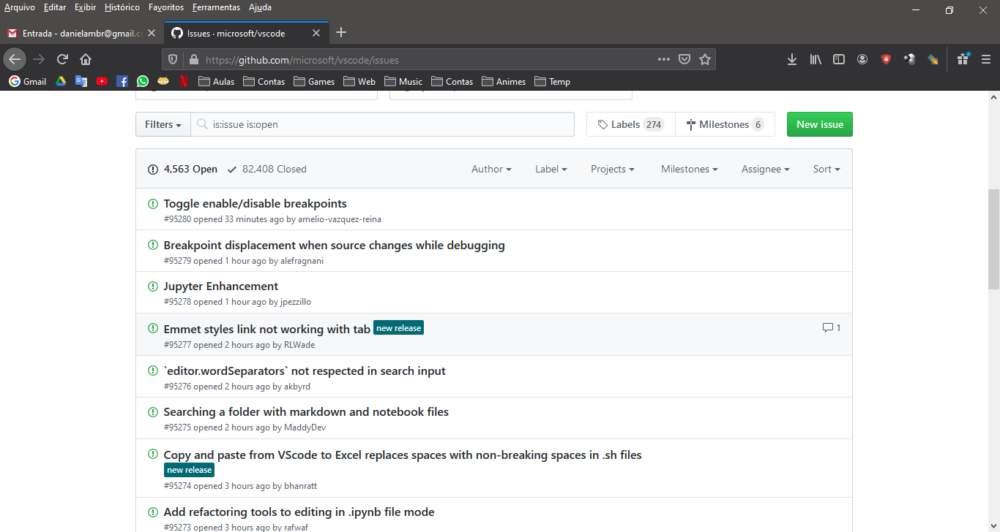 Arquivo Editar Exibir Histórico Favoritos Ferramentas Ajuda
Entrada - danielambr@gmail.c
Issues · microsoft/vscode
https://github.com/microsoft/vscode/issues
Gmail Aulas Contas Games Web Music Contas Animes Temp
Filters
is:issue is:open
Labels 274
Milestones 6
New issue
4,563 Open
82,408 Closed
Author Label Projects Milestones Assignee Sort
Toggle enable/disable breakpoints
#95280 opened 33 minutes ago by amelio-vazquez-reina
Breakpoint displacement when source changes while debugging
#95279 opened 1 hour ago by alefragnani
Jupyter Enhancement
#95278 opened 1 hour ago by jpezzillo
Emmet styles link not working with tab new release 1
#95277 opened 2 hours ago by RLWade
`editor.wordSeparators` not respected in search input
#95276 opened 2 hours ago by akbyrd
Searching a folder with markdown and notebook files
#95275 opened 2 hours ago by MaddyDev
Copy and paste from VScode to Excel replaces spaces with non-breaking spaces in .sh files
new release
#95274 opened 3 hours ago by bhanratt
Add refactoring tools to editing in .ipynb file mode
#95273 opened 3 hours ago by rafwaf